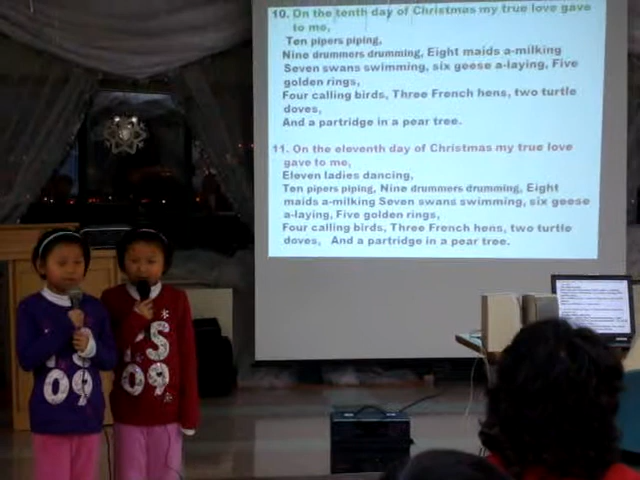 10. On the tenth day of Christmas my true love gave
to me,
Ten pipers piping,
Nine drummers drumming, Eight maids a-milking
Seven swans swimming, six geese a-laying, Five
golden rings,
Four calling birds, Three French hens, two turtle
doves,
And a partridge in a pear tree.
11. On the eleventh day of Christmas my true love
gave to me,
Eleven ladies dancing,
Ten pipers piping, Nine drummers drumming, Eight
maids a-milking Seven swans swimming, six geese
a-laying, Five golden rings,
Four calling birds, Three French hens, two turtle
doves, And a partridge in a pear tree.
09
S
09